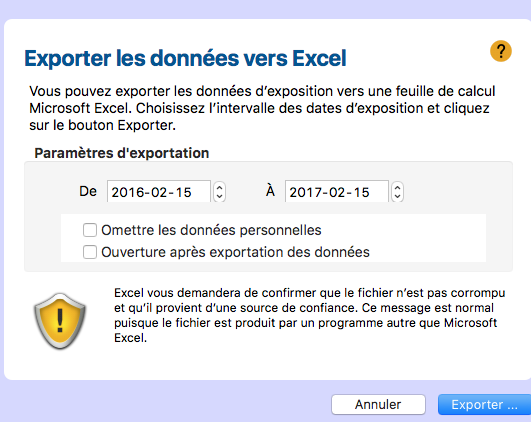 Exporter les données vers Excel
?
Vous pouvez exporter les données d'exposition vers une feuille de calcul
Microsoft Excel. Choisissez l'intervalle des dates d'exposition et cliquez
sur le bouton Exporter.
Paramètres d'exportation
De 2016-02-15 À 2017-02-15
Omettre les données personnelles
Ouverture après exportation des données
Excel vous demandera de confirmer que le fichier n'est pas corrompu
et qu'il provient d'une source de confiance. Ce message est normal
puisque le fichier est produit par un programme autre que Microsoft
Excel.
Annuler Exporter ...